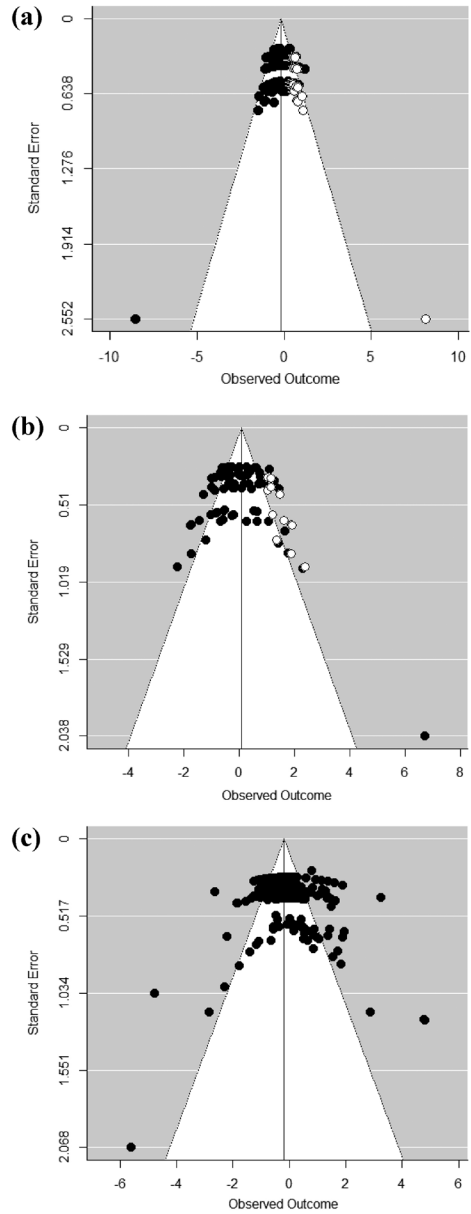 (a)
0
0.638
1.276
1.914
2.552
Standard Error
-10 -5 0 5 10
Observed Outcome
(b)
0
0.51
1.019
1.529
2.038
Standard Error
-4 -2 0 2 4 6 8
Observed Outcome
(c)
0
0.517
1.034
1.551
2.068
Standard Error
-6 -4 -2 0 2 4 6
Observed Outcome